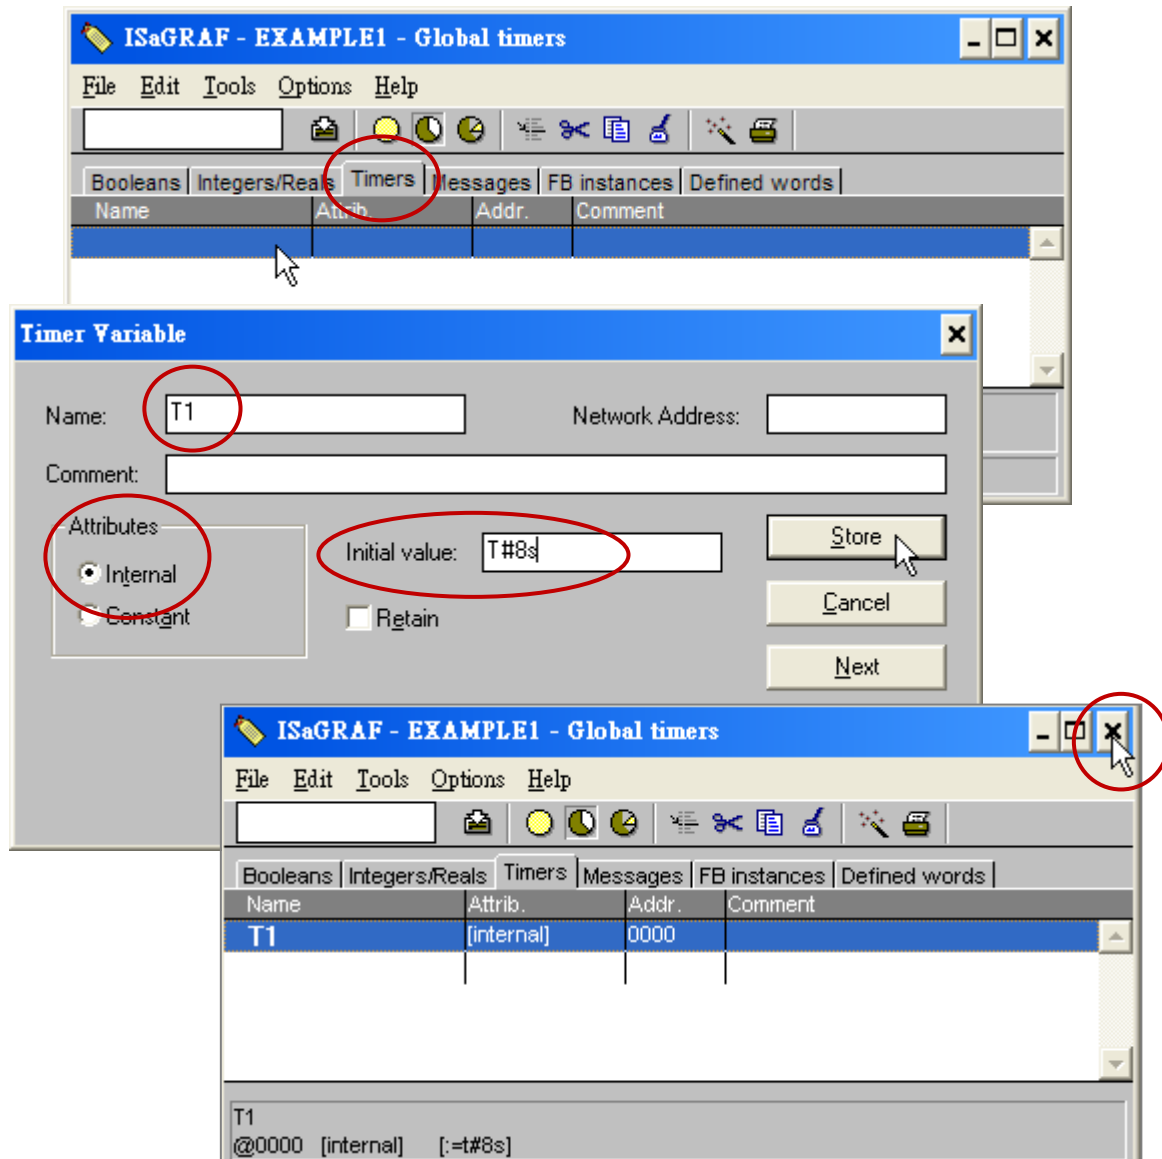 ISaGRAF - EXAMPLE1 - Global timers
File Edit Tools Options Help
Booleans Integers/Reals Timers Messages FB instances Defined words
Name Attrib. Addr. Comment
Timer Variable
Name: T1 Network Address:
Comment:
Attributes
Initial value: T#8s Store
Internal
Constant Retain Cancel
Next
ISaGRAF - EXAMPLE1 - Global timers
File Edit Tools Options Help
Booleans Integers/Reals Timers Messages FB instances Defined words
Name Attrib. Addr. Comment
T1 [internal] 0000
T1
@0000 [internal] [:=t#8s]